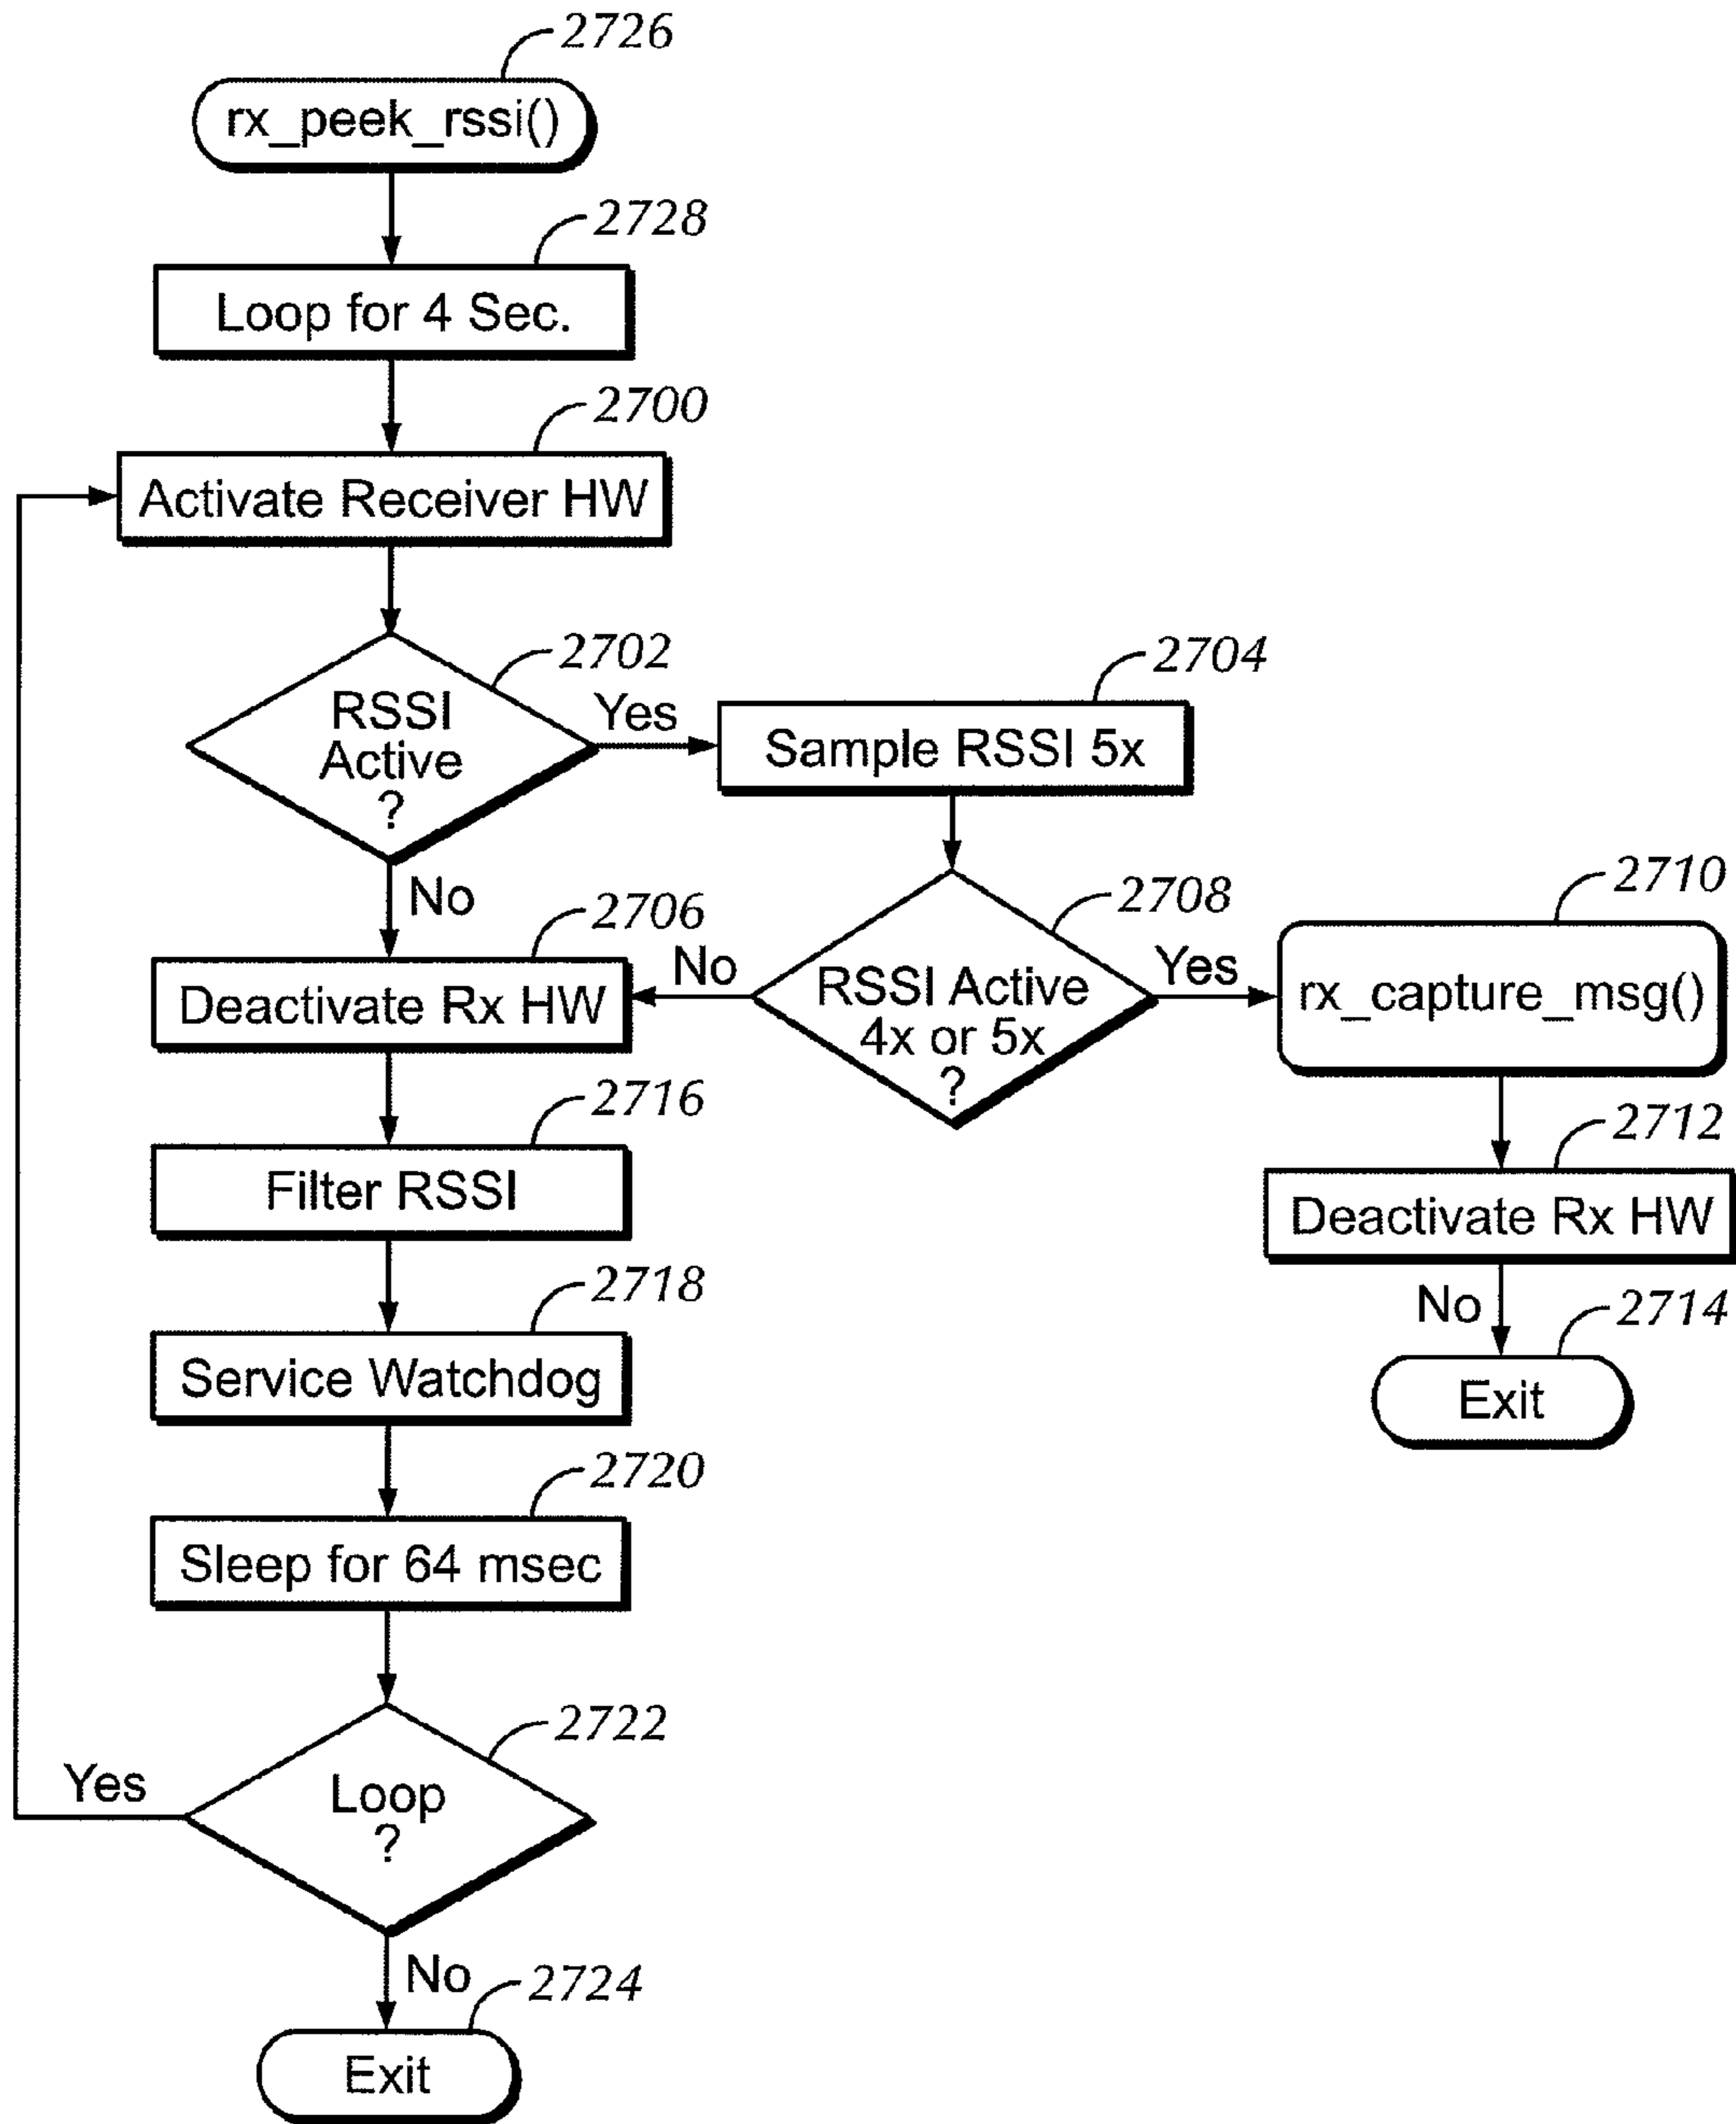 2726
rx_peek_rssi()
2728
Loop for 4 Sec.
2700
Activate Receiver HW
2702
RSSI
Active
?
Yes
No
2704
Sample RSSI 5x
2706
Deactivate Rx HW
2708
RSSI Active
4x or 5x
?
No
Yes
2710
rx_capture_msg()
2712
Deactivate Rx HW
No
2714
Exit
2716
Filter RSSI
2718
Service Watchdog
2720
Sleep for 64 msec
2722
Loop
?
Yes
No
2724
Exit